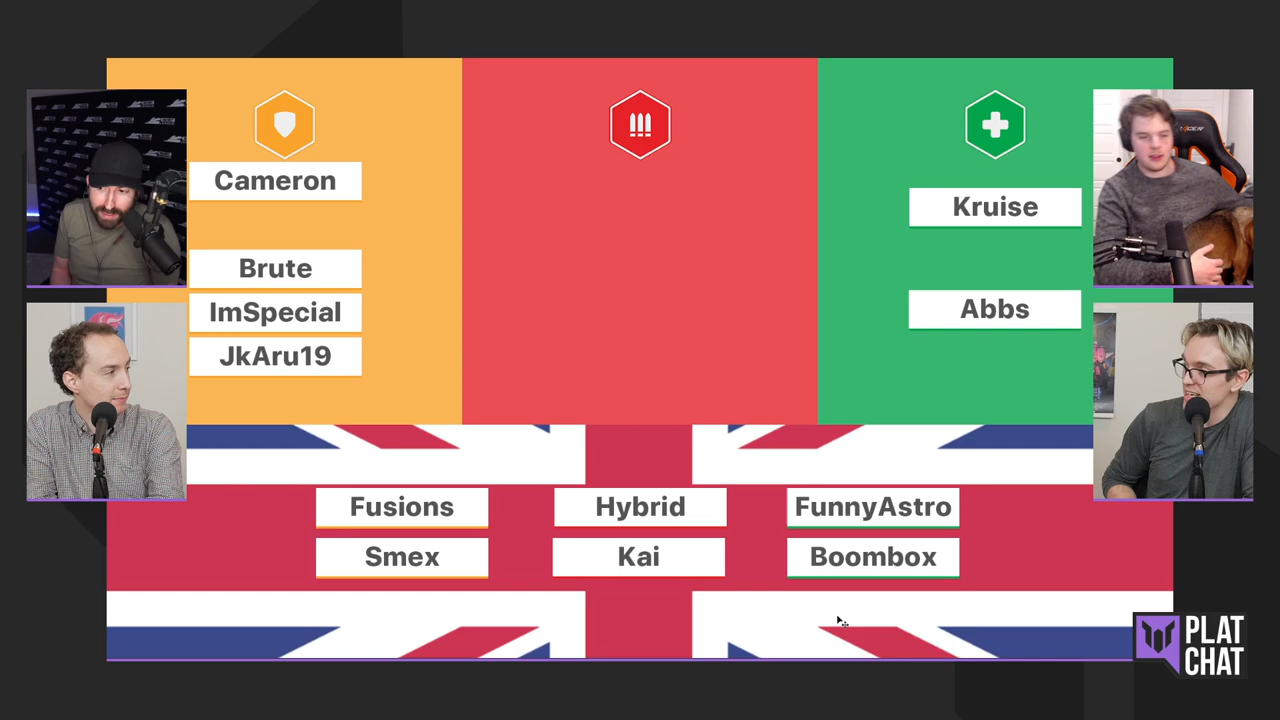 Cameron
Kruise
Brute
ImSpecial
Abbs
JkAru19
Fusions
Hybrid
FunnyAstro
Smex
Kai
Boombox
PLAT
CHAT